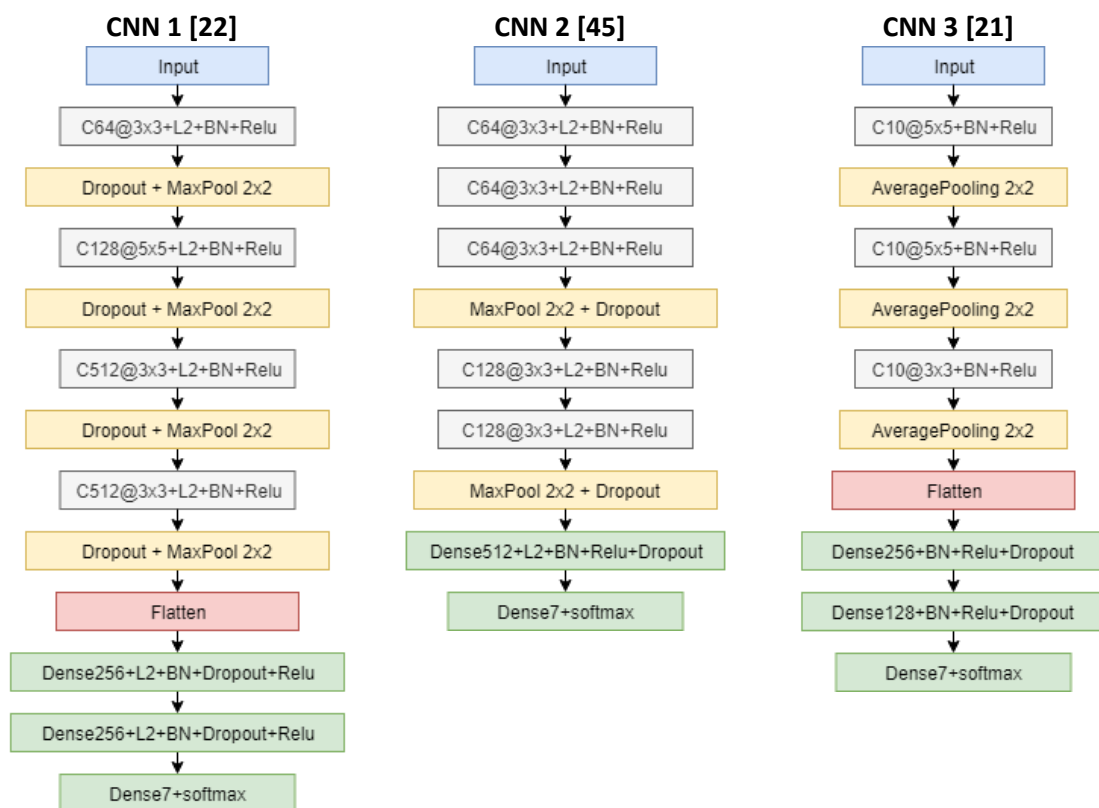 CNN 1 [22]
Input
C64@3x3+L2+BN+Relu
Dropout + MaxPool 2x2
C128@5x5+L2+BN+Relu
Dropout + MaxPool 2x2
C512@3x3+L2+BN+Relu
Dropout + MaxPool 2x2
C512@3x3+L2+BN+Relu
Dropout + MaxPool 2x2
Flatten
Dense256+L2+BN+Dropout+Relu
Dense256+L2+BN+Dropout+Relu
Dense7+softmax
CNN 2 [45]
Input
C64@3x3+L2+BN+Relu
C64@3x3+L2+BN+Relu
C64@3x3+L2+BN+Relu
MaxPool 2x2 + Dropout
C128@3x3+L2+BN+Relu
C128@3x3+L2+BN+Relu
MaxPool 2x2 + Dropout
Dense512+L2+BN+Relu+Dropout
Dense7+softmax
CNN 3 [21]
Input
C10@5x5+BN+Relu
AveragePooling 2x2
C10@5x5+BN+Relu
AveragePooling 2x2
C10@3x3+BN+Relu
AveragePooling 2x2
Flatten
Dense256+BN+Relu+Dropout
Dense128+BN+Relu+Dropout
Dense7+softmax